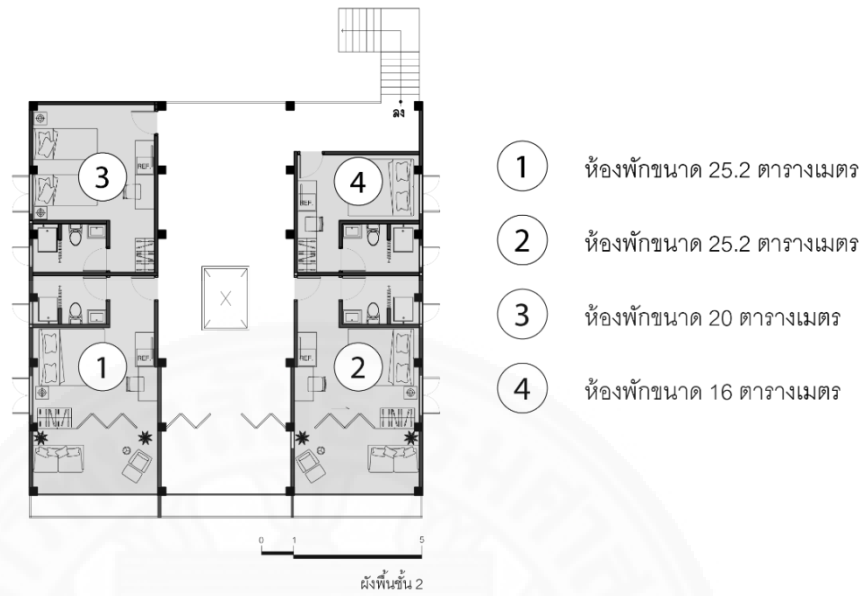 ลง
3
REF.
4
REF.
1
REF.
2
REF.
X
0 1 5
ผังพื้นชั้น 2
1 ห้องพักขนาด 25.2 ตารางเมตร
2 ห้องพักขนาด 25.2 ตารางเมตร
3 ห้องพักขนาด 20 ตารางเมตร
4 ห้องพักขนาด 16 ตารางเมตร